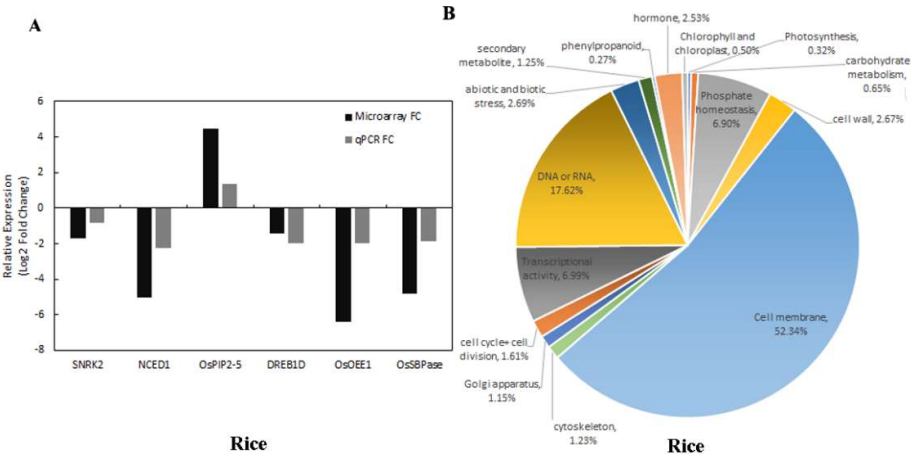 A
6
4
2
0
-2
-4
-6
-8
Relative Expression
(Log2 Fold Change)
Microarray FC
qPCR FC
SNRK2
NCED1
OsPIP2-5
DREB1D
OsOEE1
OsSBPase
Rice
B
hormone, 2.53%
Chlorophyll and
chloroplast, 0.50%
Photosynthesis,
0.32%
carbohydrate
metabolism,
0.65%
phenylpropanoid,
0.27%
secondary
metabolite, 1.25%
abiotic and biotic
stress, 2.69%
Phosphate
homeostasis,
6.90%
cell wall, 2.67%
DNA or RNA,
17.62%
Transcriptional
activity, 6.99%
Cell membrane,
52.34%
cell cycle+ cell
division, 1.61%
Golgi apparatus,
1.15%
cytoskeleton,
1.23%
Rice